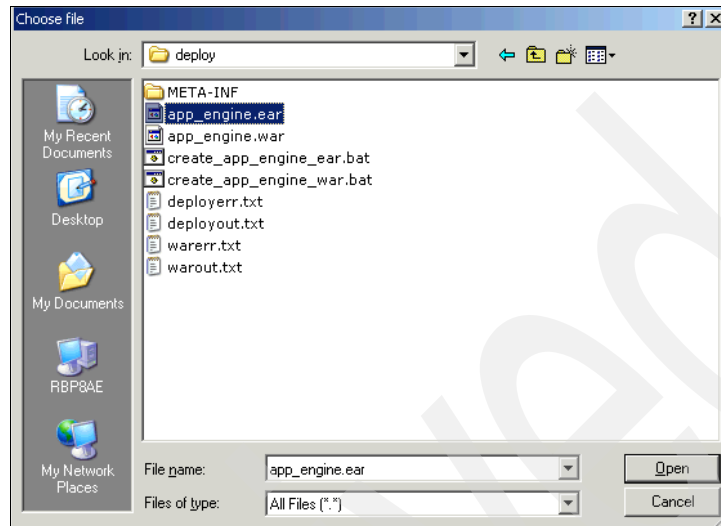 Choose file
Look in:
deploy
My Recent
Documents
Desktop
My Documents
RBP8AE
My Network
Places
META-INF
app_engine.ear
app_engine.war
create_app_engine_ear.bat
create_app_engine_war.bat
deployerr.txt
deployout.txt
warerr.txt
warout.txt
File name:
app_engine.ear
Open
Files of type:
All Files (*.*)
Cancel